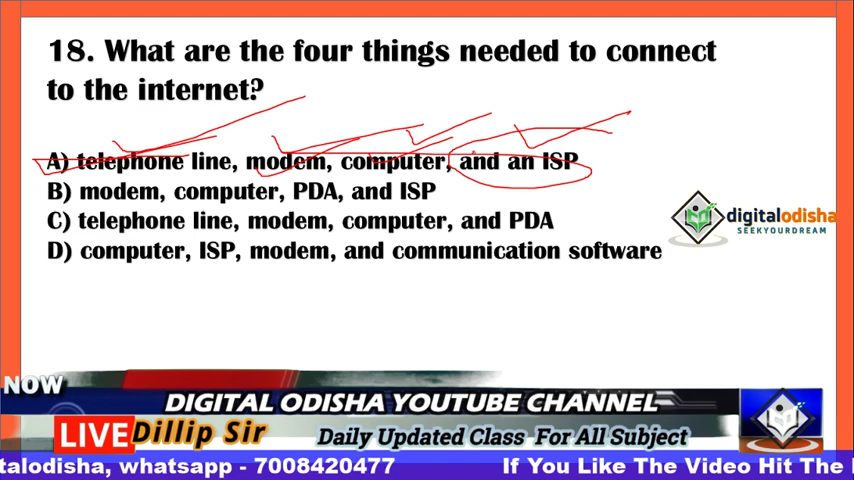 18. What are the four things needed to connect
to the internet?
A) telephone line, modem, computer, and an ISP
B) modem, computer, PDA, and ISP
C) telephone line, modem, computer, and PDA
D) computer, ISP, modem, and communication software
digitalodisha
SEEKYOURDREAM
NOW
DIGITAL ODISHA YOUTUBE CHANNEL
LIVE Dillip Sir
Daily Updated Class For All Subject
talodisha, whatsapp - 7008420477 If You Like The Video Hit The